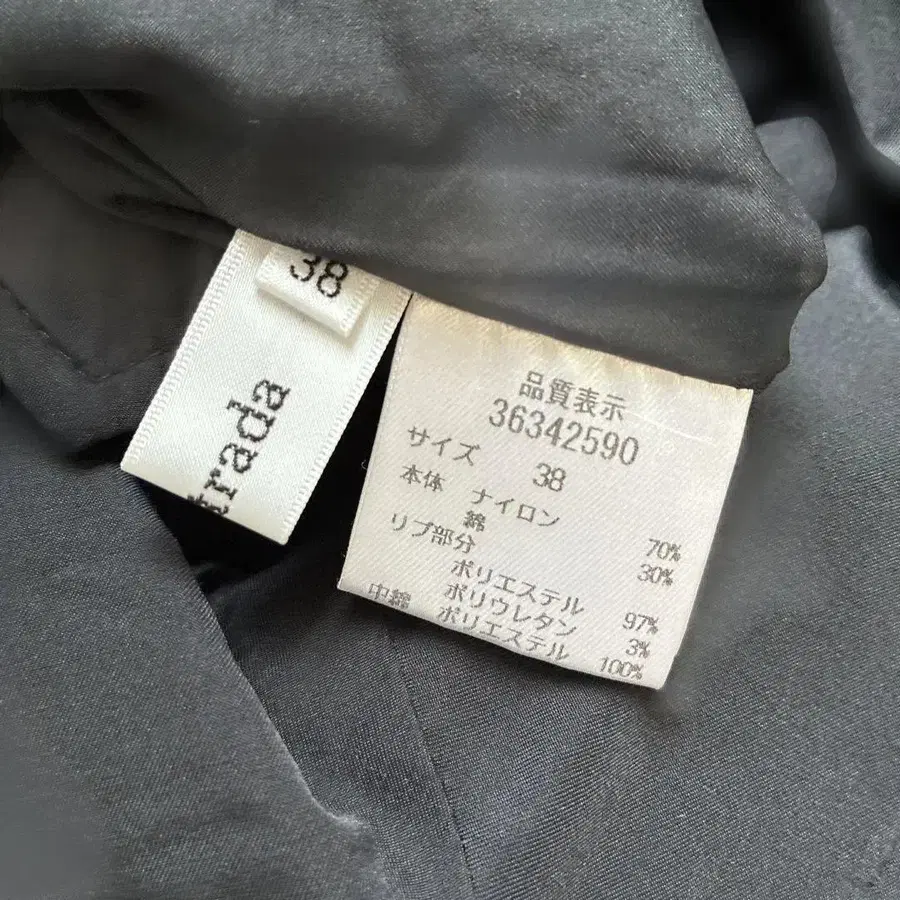 38
trada
品質表示
36342590
サイズ 38
本体 ナイロン 70%
綿 30%
リブ部分
ポリエステル 97%
ポリウレタン 3%
中綿 ポリエステル 100%